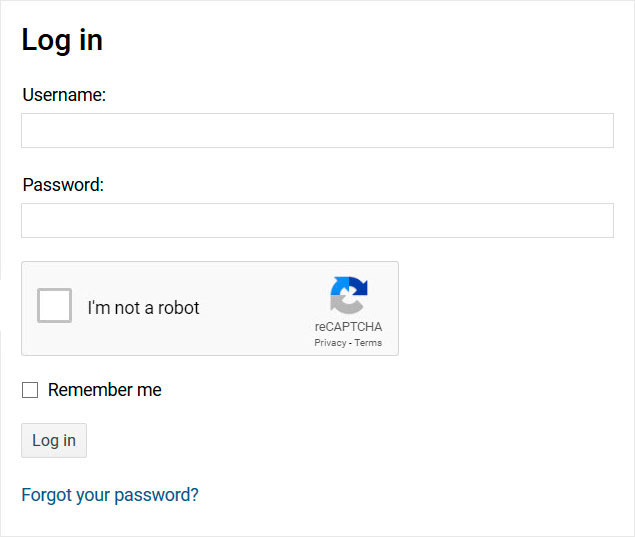 Log in
Username:
Password:
I'm not a robot
reCAPTCHA
Privacy - Terms
Remember me
Log in
Forgot your password?